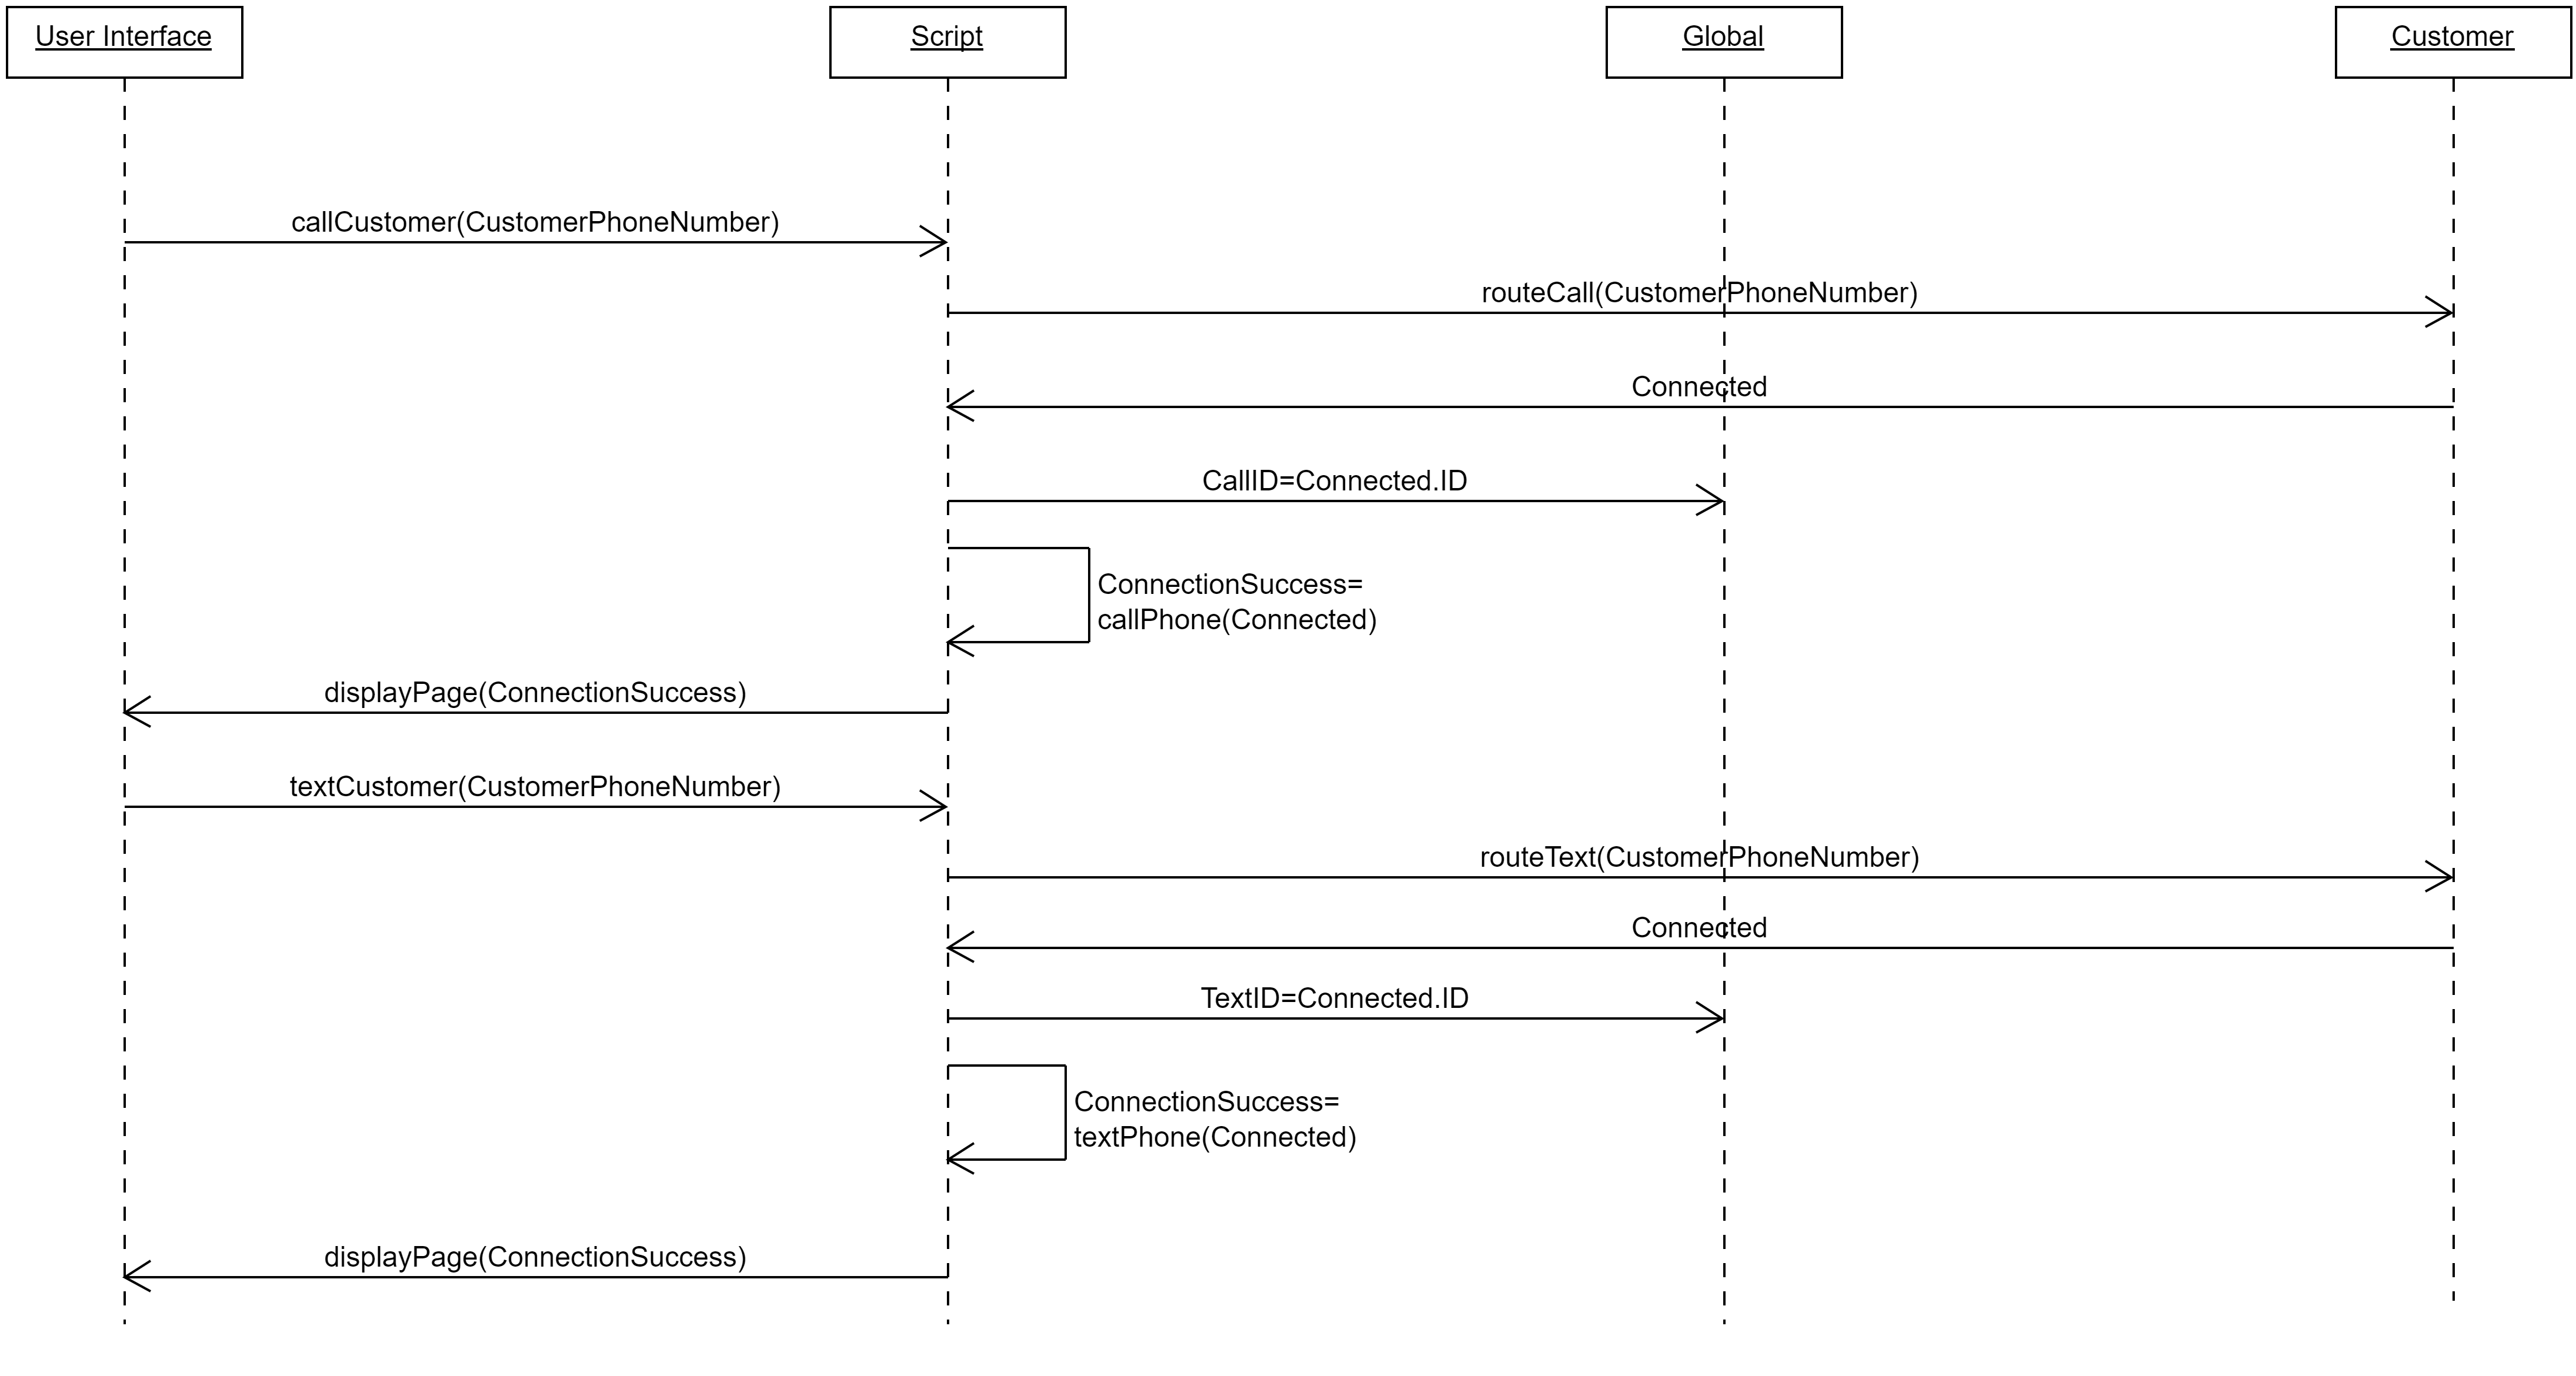 User Interface
Script
Global
Customer
callCustomer(CustomerPhoneNumber)
routeCall(CustomerPhoneNumber)
Connected
CallID=Connected.ID
ConnectionSuccess=
callPhone(Connected)
displayPage(ConnectionSuccess)
textCustomer(CustomerPhoneNumber)
routeText(CustomerPhoneNumber)
Connected
TextID=Connected.ID
ConnectionSuccess=
textPhone(Connected)
displayPage(ConnectionSuccess)